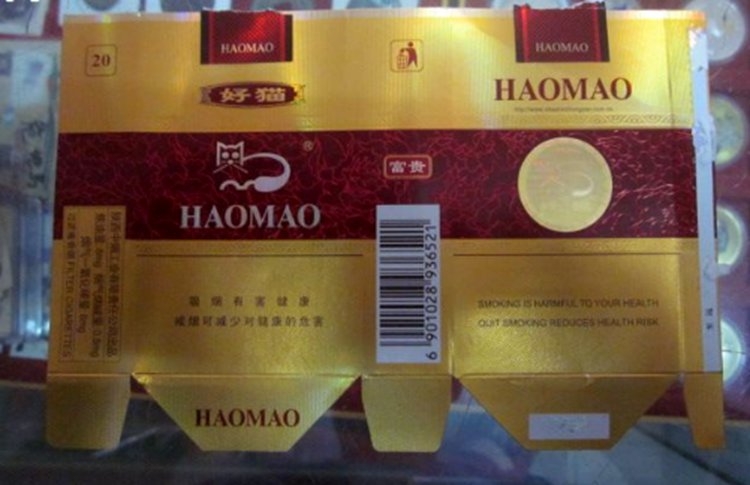 20
HAOMAO
好猫
HAOMAO
HAOMAO
®
HAOMAO
富贵
吸烟有害健康
戒烟可减少对健康的危害
6 901028 936521
SMOKING IS HARMFUL TO YOUR HEALTH
QUIT SMOKING REDUCES HEALTH RISK
FILTER CIGARETTES
HAOMAO